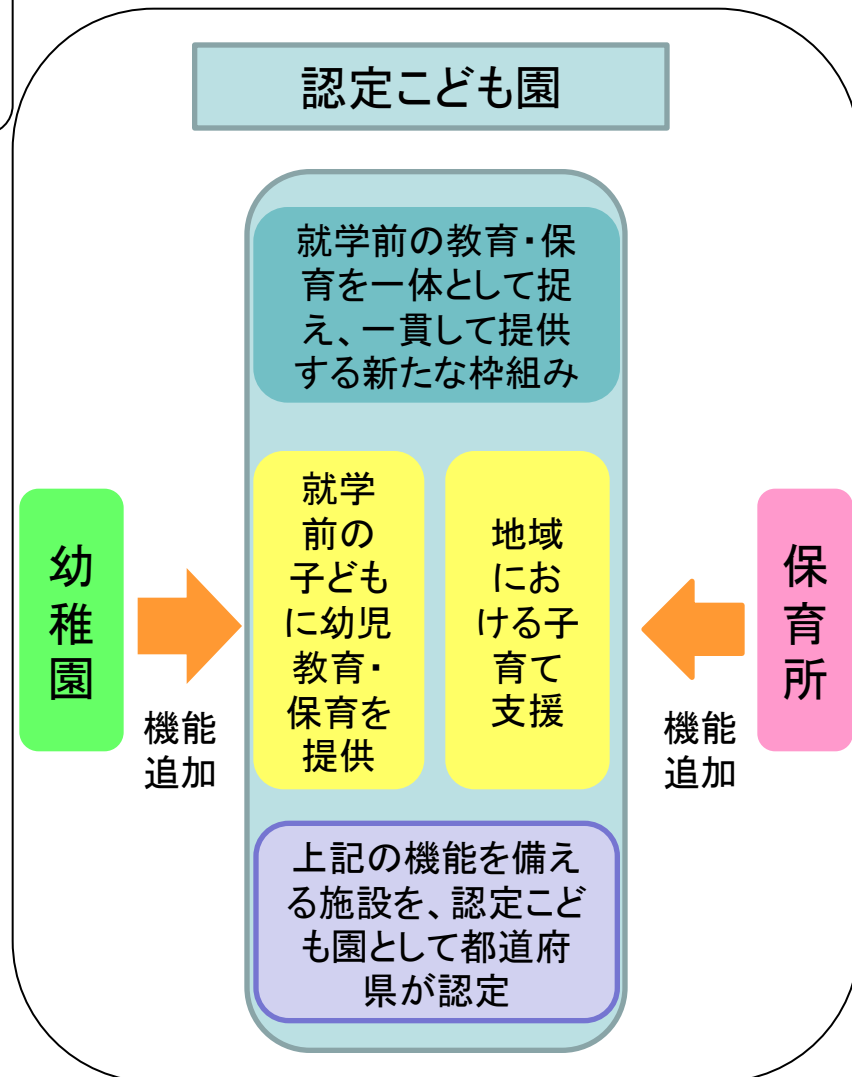 認定こども園
就学前の教育・保
育を一体として捉
え、一貫して提供
する新たな枠組み
幼
稚
園
機能
追加
就学
前の
子ども
に幼児
教育・
保育を
提供
地域
にお
ける子
育て
支援
保
育
所
機能
追加
上記の機能を備え
る施設を、認定こど
も園として都道府
県が認定